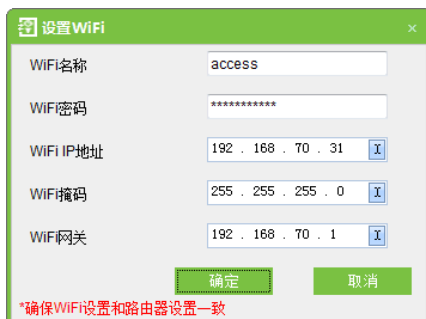 设置WiFi
WiFi名称 access
WiFi密码 ***********
WiFi IP地址 192 . 168 . 70 . 31
WiFi掩码 255 . 255 . 255 . 0
WiFi网关 192 . 168 . 70 . 1
确定 取消
*确保WiFi设置和路由器设置一致